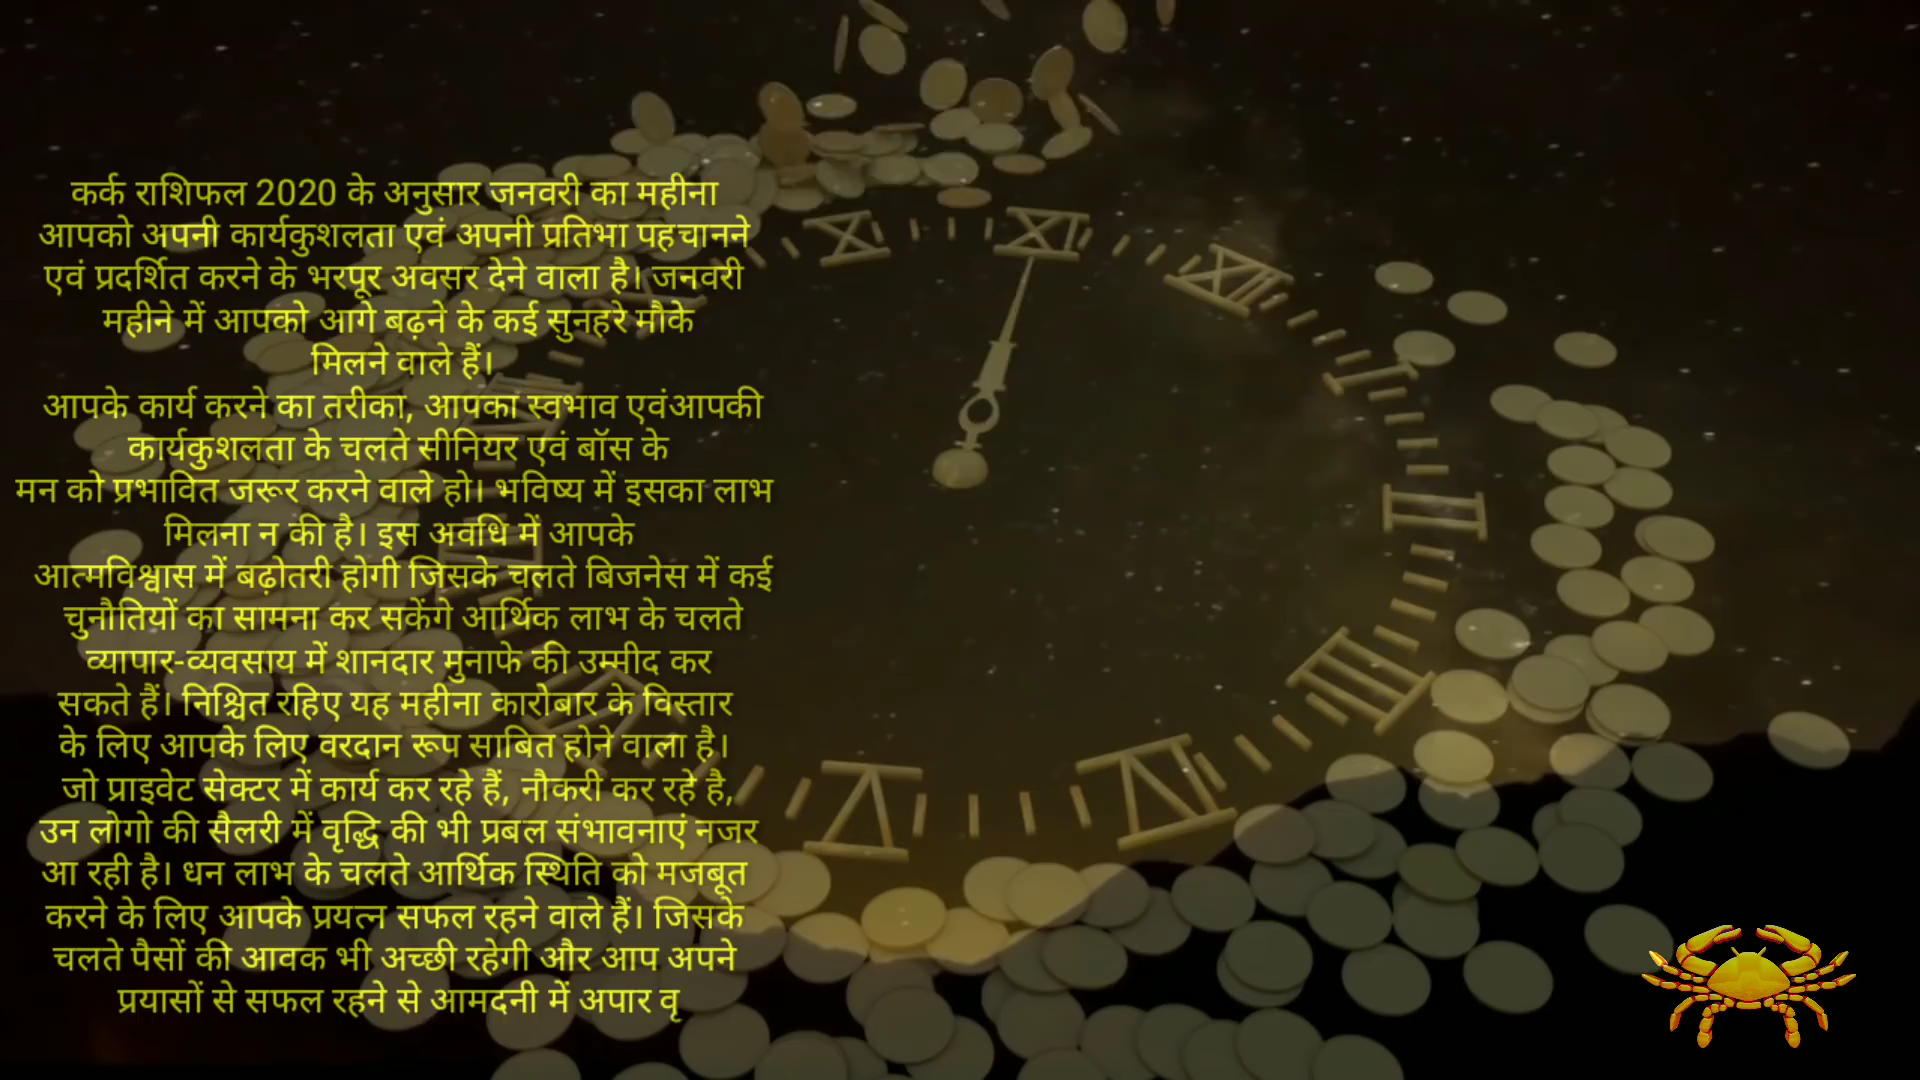 कर्क राशिफल 2020 के अनुसार जनवरी का महीना
आपको अपनी कार्यकुशलता एवं अपनी प्रतिभा पहचानने
एवं प्रदर्शित करने के भरपूर अवसर देने वाला है। जनवरी
महीने में आपको आगे बढ़ने के कई सुनहरे मौके
मिलने वाले हैं।
आपके कार्य करने का तरीका, आपका स्वभाव एवंआपकी
कार्यकुशलता के चलते सीनियर एवं बॉस के
मन को प्रभावित जरूर करने वाले हो। भविष्य में इसका लाभ
मिलना न की है। इस अवधि में आपके
आत्मविश्वास में बढ़ोतरी होगी जिसके चलते बिजनेस में कई
चुनौतियों का सामना कर सकेंगे आर्थिक लाभ के चलते
व्यापार-व्यवसाय में शानदार मुनाफे की उम्मीद कर
सकते हैं। निश्चित रहिए यह महीना कारोबार के विस्तार
के लिए आपके लिए वरदान रूप साबित होने वाला है।
जो प्राइवेट सेक्टर में कार्य कर रहे हैं, नौकरी कर रहे है,
उन लोगो की सैलरी में वृद्धि की भी प्रबल संभावनाएं नजर
आ रही है। धन लाभ के चलते आर्थिक स्थिति को मजबूत
करने के लिए आपके प्रयत्न सफल रहने वाले हैं। जिसके
चलते पैसों की आवक भी अच्छी रहेगी और आप अपने
प्रयासों से सफल रहने से आमदनी में अपार वृ